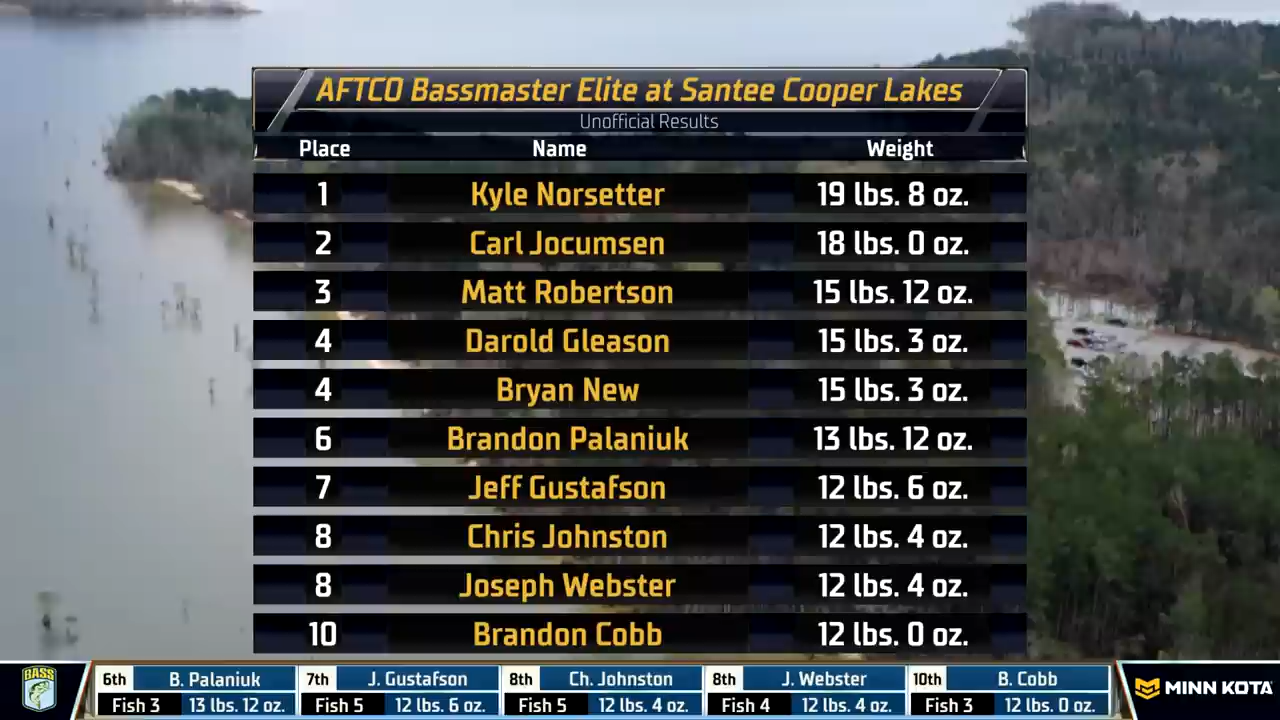 AFTCO Bassmaster Elite at Santee Cooper Lakes
Unofficial Results
Place Name Weight
1 Kyle Norsetter 19 lbs. 8 oz.
2 Carl Jocumsen 18 lbs. 0 oz.
3 Matt Robertson 15 lbs. 12 oz.
4 Darold Gleason 15 lbs. 3 oz.
4 Bryan New 15 lbs. 3 oz.
6 Brandon Palaniuk 13 lbs. 12 oz.
7 Jeff Gustafson 12 lbs. 6 oz.
8 Chris Johnston 12 lbs. 4 oz.
8 Joseph Webster 12 lbs. 4 oz.
10 Brandon Cobb 12 lbs. 0 oz.
BASS
6th B. Palaniuk 7th J. Gustafson 8th Ch. Johnston 8th J. Webster 10th B. Cobb
Fish 3 13 lbs. 12 oz. Fish 5 12 lbs. 6 oz. Fish 5 12 lbs. 4 oz. Fish 4 12 lbs. 4 oz. Fish 3 12 lbs. 0 oz.
MINN KOTA